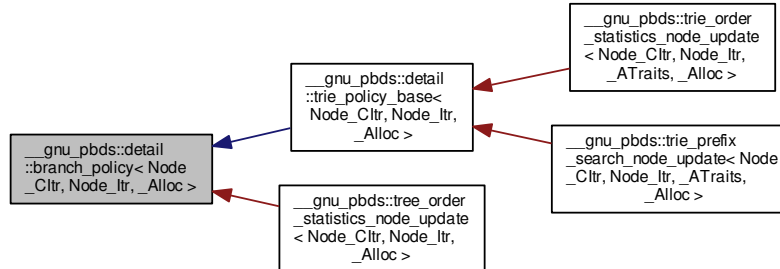 __gnu_pbds::detail
::branch_policy< Node
_CItr, Node_Itr, _Alloc >
__gnu_pbds::detail
::trie_policy_base<
Node_CItr, Node_Itr,
_Alloc >
__gnu_pbds::tree_order
_statistics_node_update
< Node_CItr, Node_Itr,
_Alloc >
__gnu_pbds::trie_order
_statistics_node_update
< Node_CItr, Node_Itr,
_ATraits, _Alloc >
__gnu_pbds::trie_prefix
_search_node_update< Node
_CItr, Node_Itr, _ATraits,
_Alloc >